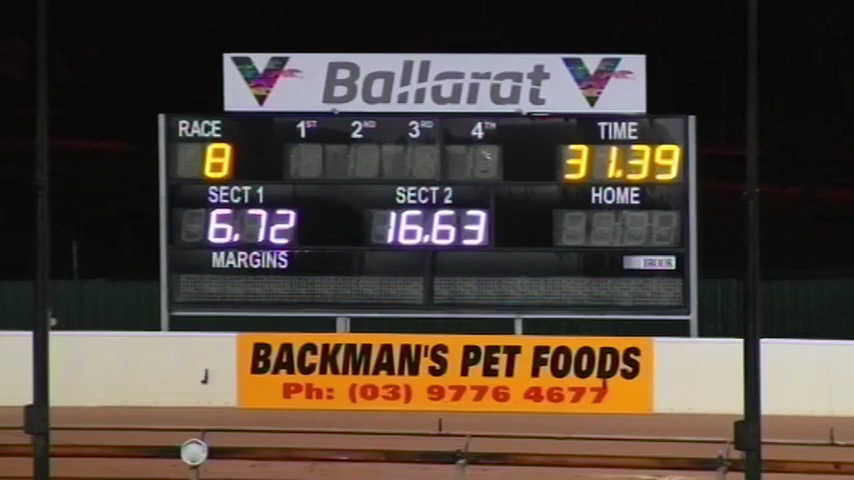 Ballarat
RACE 1ST 2ND 3RD 4TH TIME
8 31.39
SECT 1 SECT 2 HOME
6.72 16.63
MARGINS
BACKMAN'S PET FOODS
Ph: (03) 9776 4677